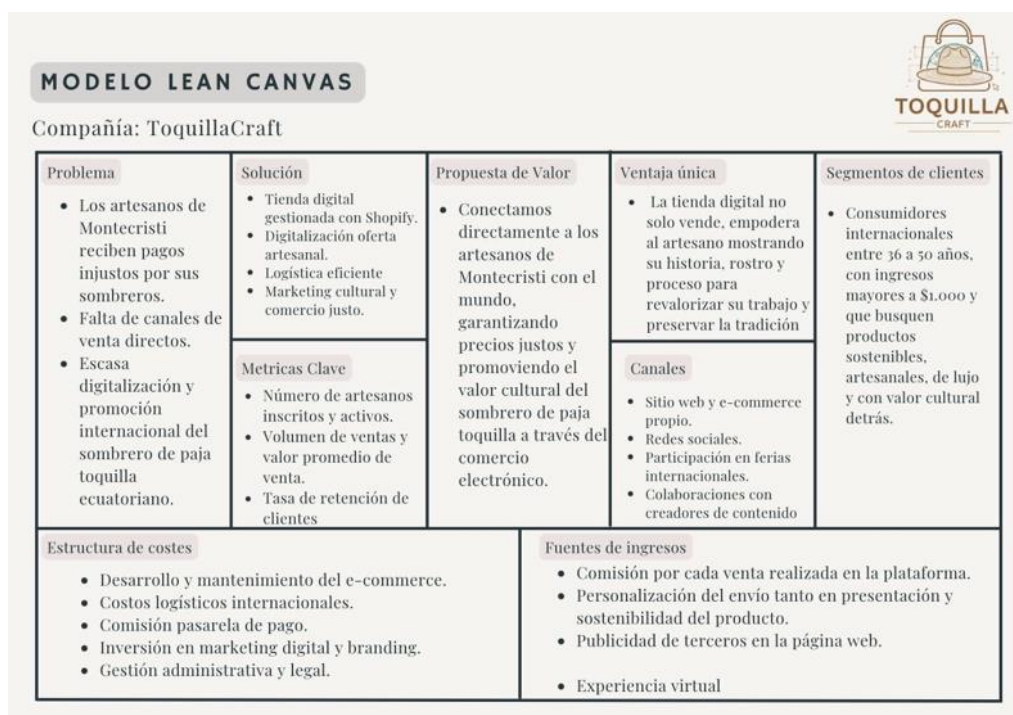 MODELO LEAN CANVAS
TOQUILLA
CRAFT
Compañía: ToquillaCraft
Problema
• Los artesanos de
Montecristi
reciben pagos
injustos por sus
sombreros.
• Falta de canales de
venta directos.
• Escasa
digitalización y
promoción
internacional del
sombrero de paja
toquilla
ecuatoriano.
Solución
• Tienda digital
gestionada con Shopify.
• Digitalización oferta
artesanal.
• Logística eficiente
• Marketing cultural y
comercio justo.
Metricas Clave
• Número de artesanos
inscritos y activos.
• Volumen de ventas y
valor promedio de
venta.
• Tasa de retención de
clientes
Propuesta de Valor
• Conectamos
directamente a los
artesanos de
Montecristi con el
mundo,
garantizando
precios justos y
promoviendo el
valor cultural del
sombrero de paja
toquilla a través del
comercio
electrónico.
Ventaja única
• La tienda digital no
solo vende, empodera
al artesano mostrando
su historia, rostro y
proceso para
revalorizar su trabajo y
preservar la tradición
Canales
• Sitio web y e-commerce
propio.
• Redes sociales.
• Participación en ferias
internacionales.
• Colaboraciones con
creadores de contenido
Segmentos de clientes
• Consumidores
internacionales
entre 36 a 50 años,
con ingresos
mayores a $1.000 y
que busquen
productos
sostenibles,
artesanales, de lujo
y con valor cultural
detrás.
Estructura de costes
• Desarrollo y mantenimiento del e-commerce.
• Costos logísticos internacionales.
• Comisión pasarela de pago.
• Inversión en marketing digital y branding.
• Gestión administrativa y legal.
Fuentes de ingresos
• Comisión por cada venta realizada en la plataforma.
• Personalización del envío tanto en presentación y
sostenibilidad del producto.
• Publicidad de terceros en la página web.
• Experiencia virtual